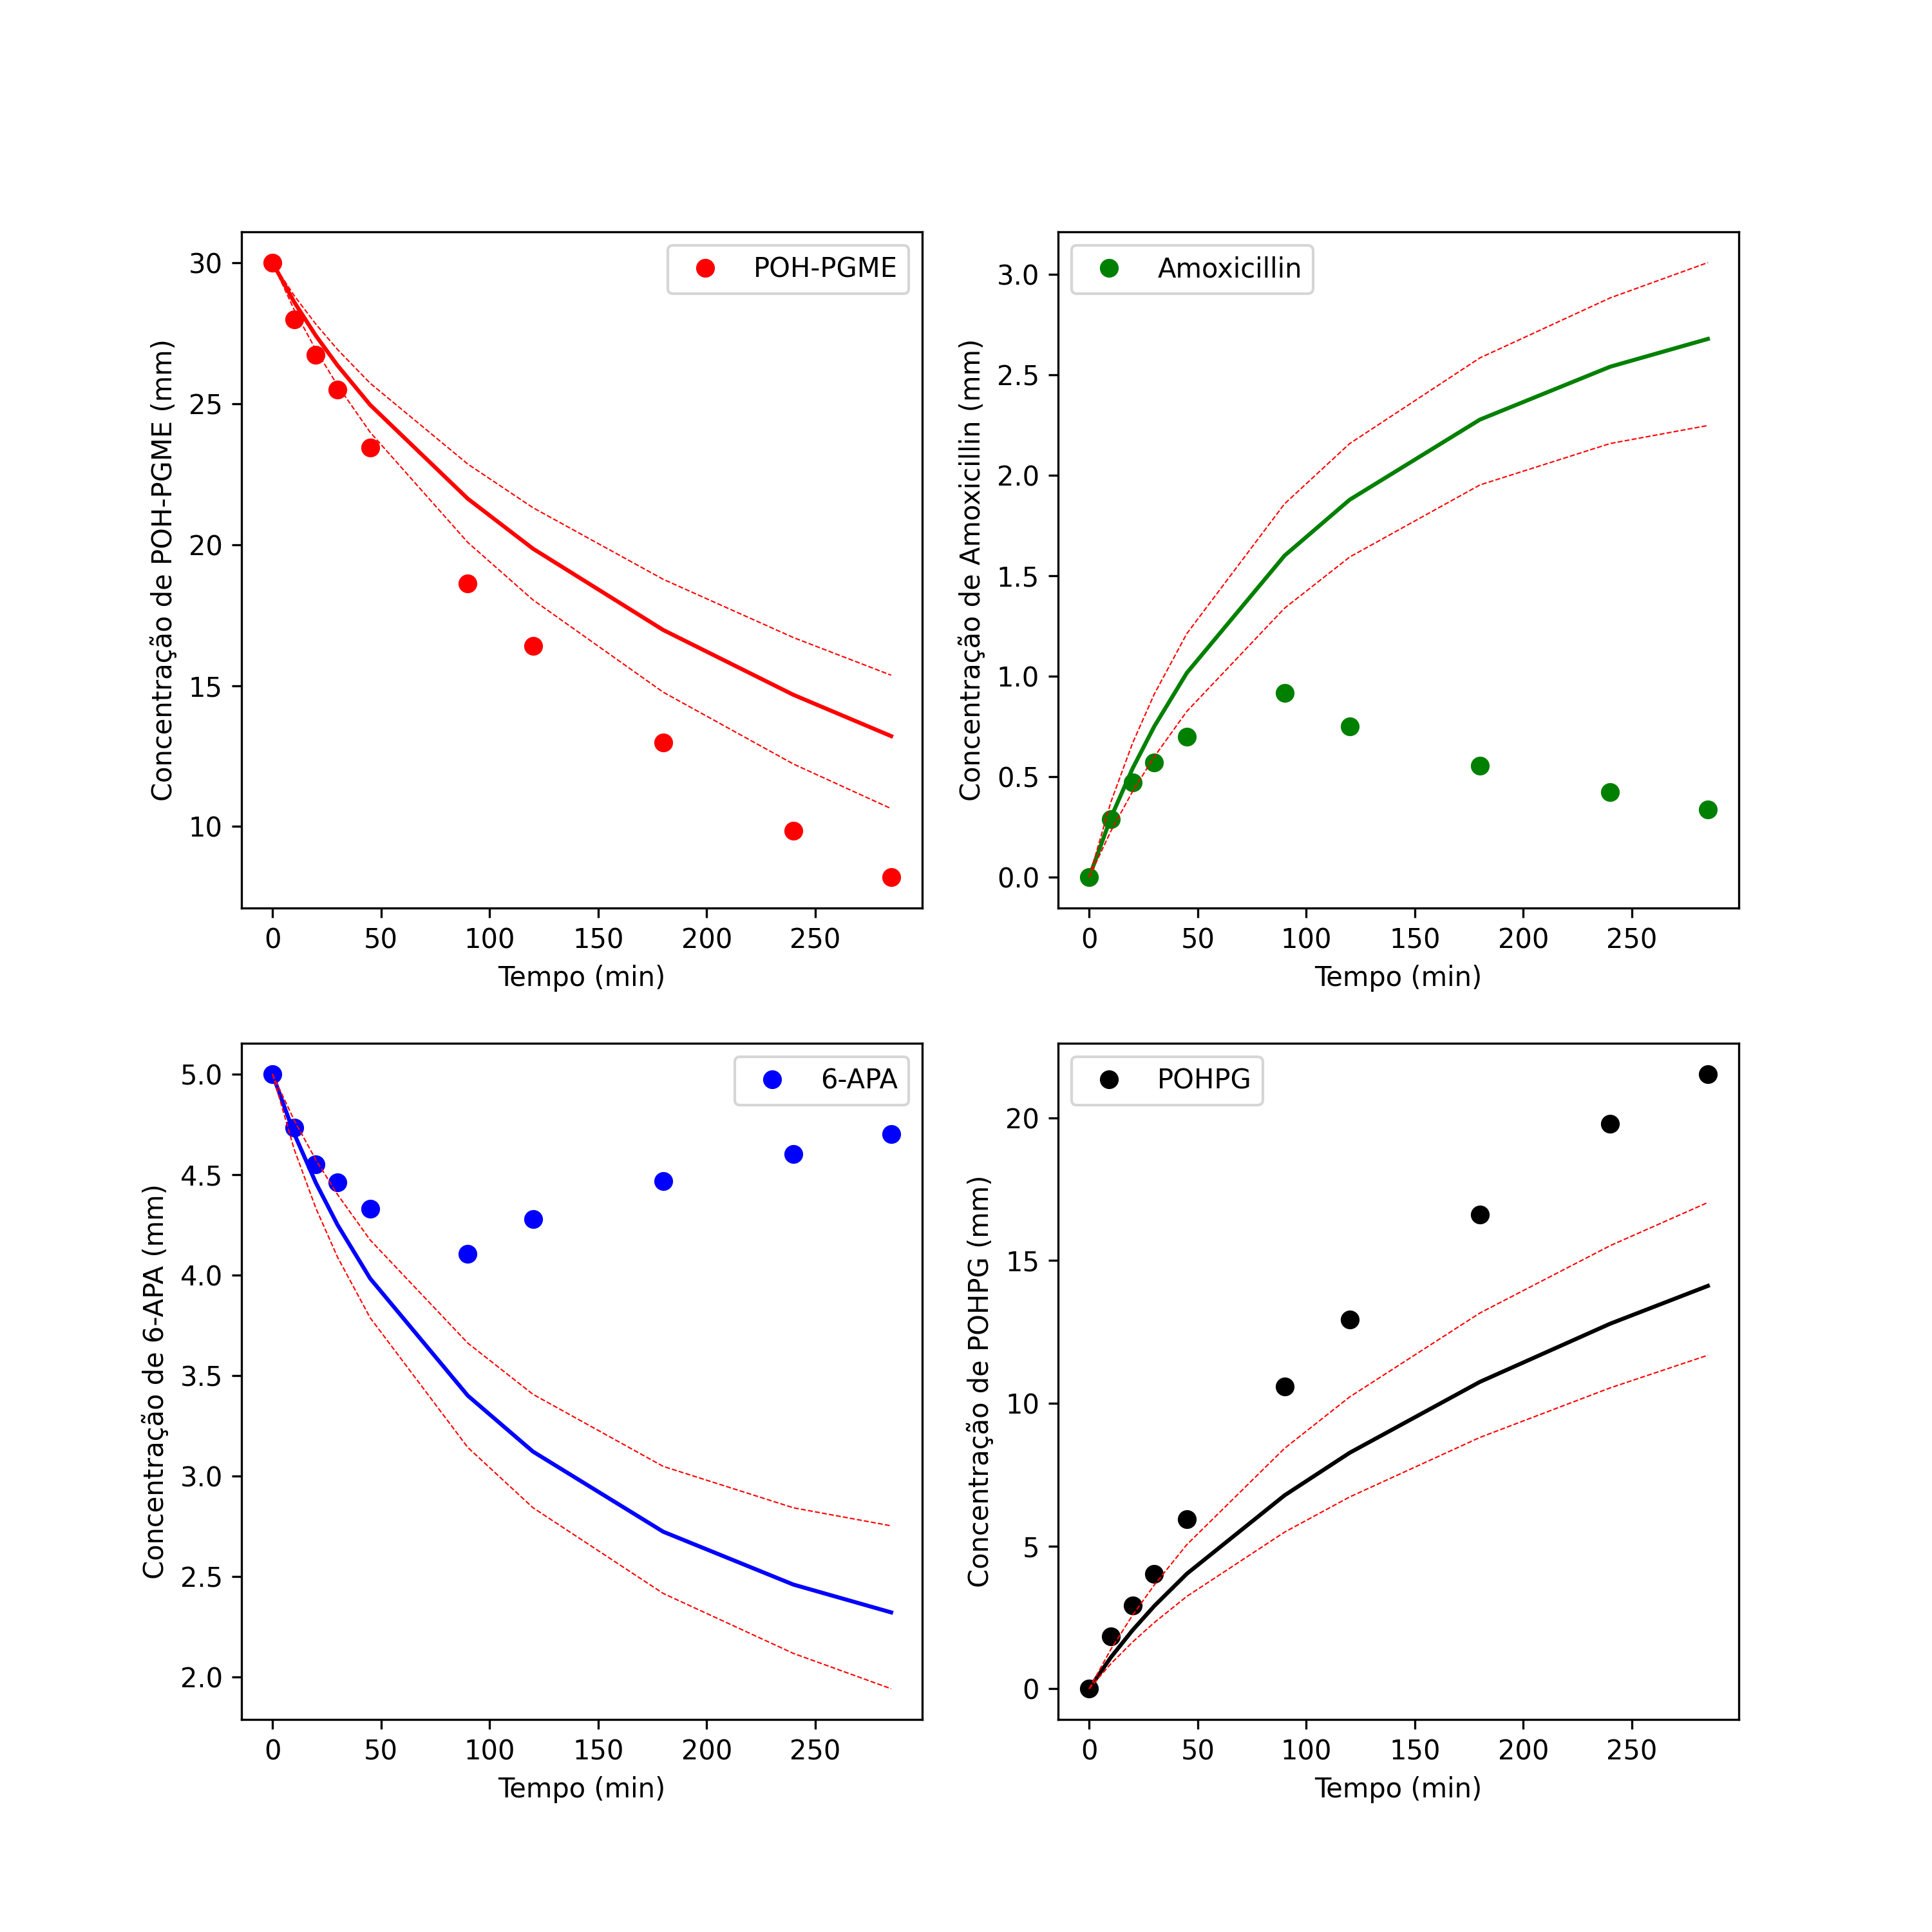 POH-PGME
30
25
20
15
10
Concentração de POH-PGME (mm)
0 50 100 150 200 250
Tempo (min)
Amoxicillin
3.0
2.5
2.0
1.5
1.0
0.5
0.0
Concentração de Amoxicillin (mm)
0 50 100 150 200 250
Tempo (min)
6-APA
5.0
4.5
4.0
3.5
3.0
2.5
2.0
Concentração de 6-APA (mm)
0 50 100 150 200 250
Tempo (min)
POHPG
20
15
10
5
0
Concentração de POHPG (mm)
0 50 100 150 200 250
Tempo (min)